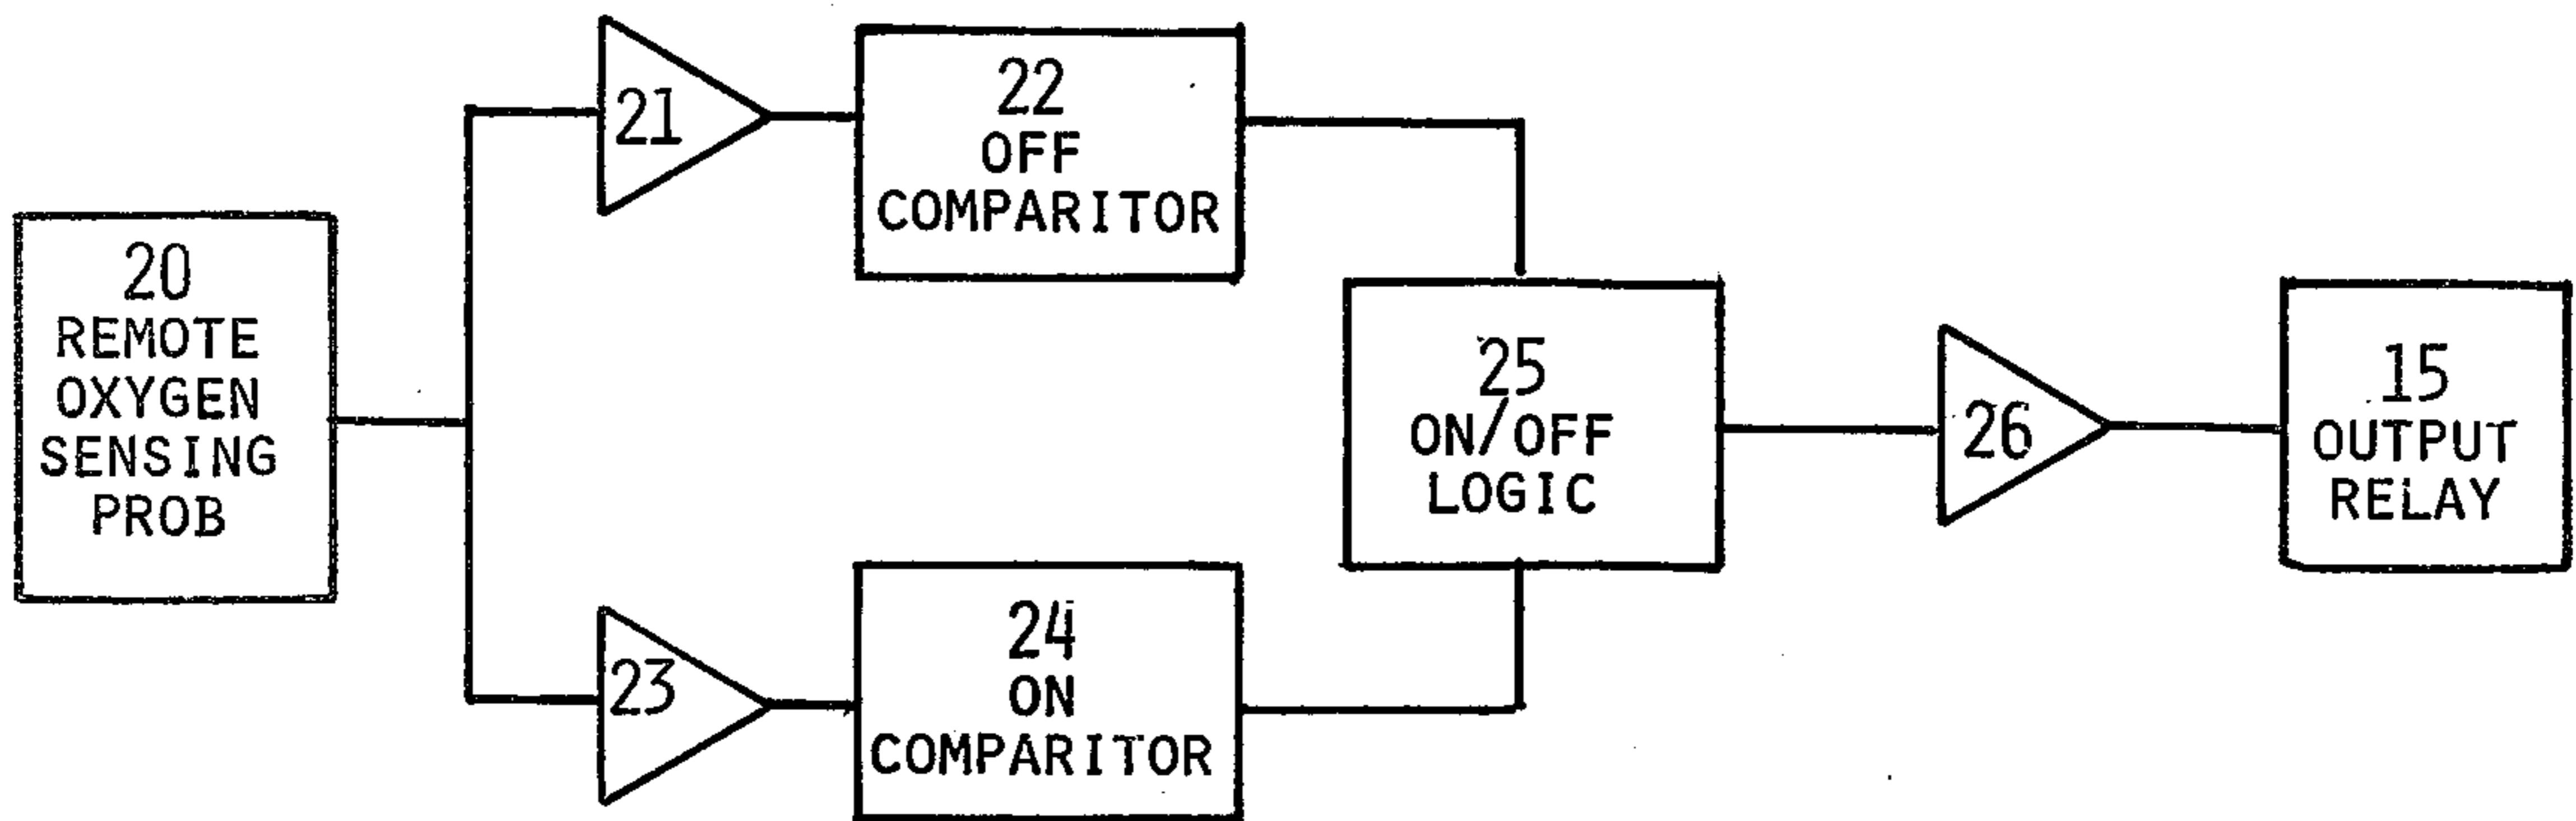 20
REMOTE
OXYGEN
SENSING
PROB
21
22
OFF
COMPARITOR
23
24
ON
COMPARITOR
25
ON/OFF
LOGIC
26
15
OUTPUT
RELAY